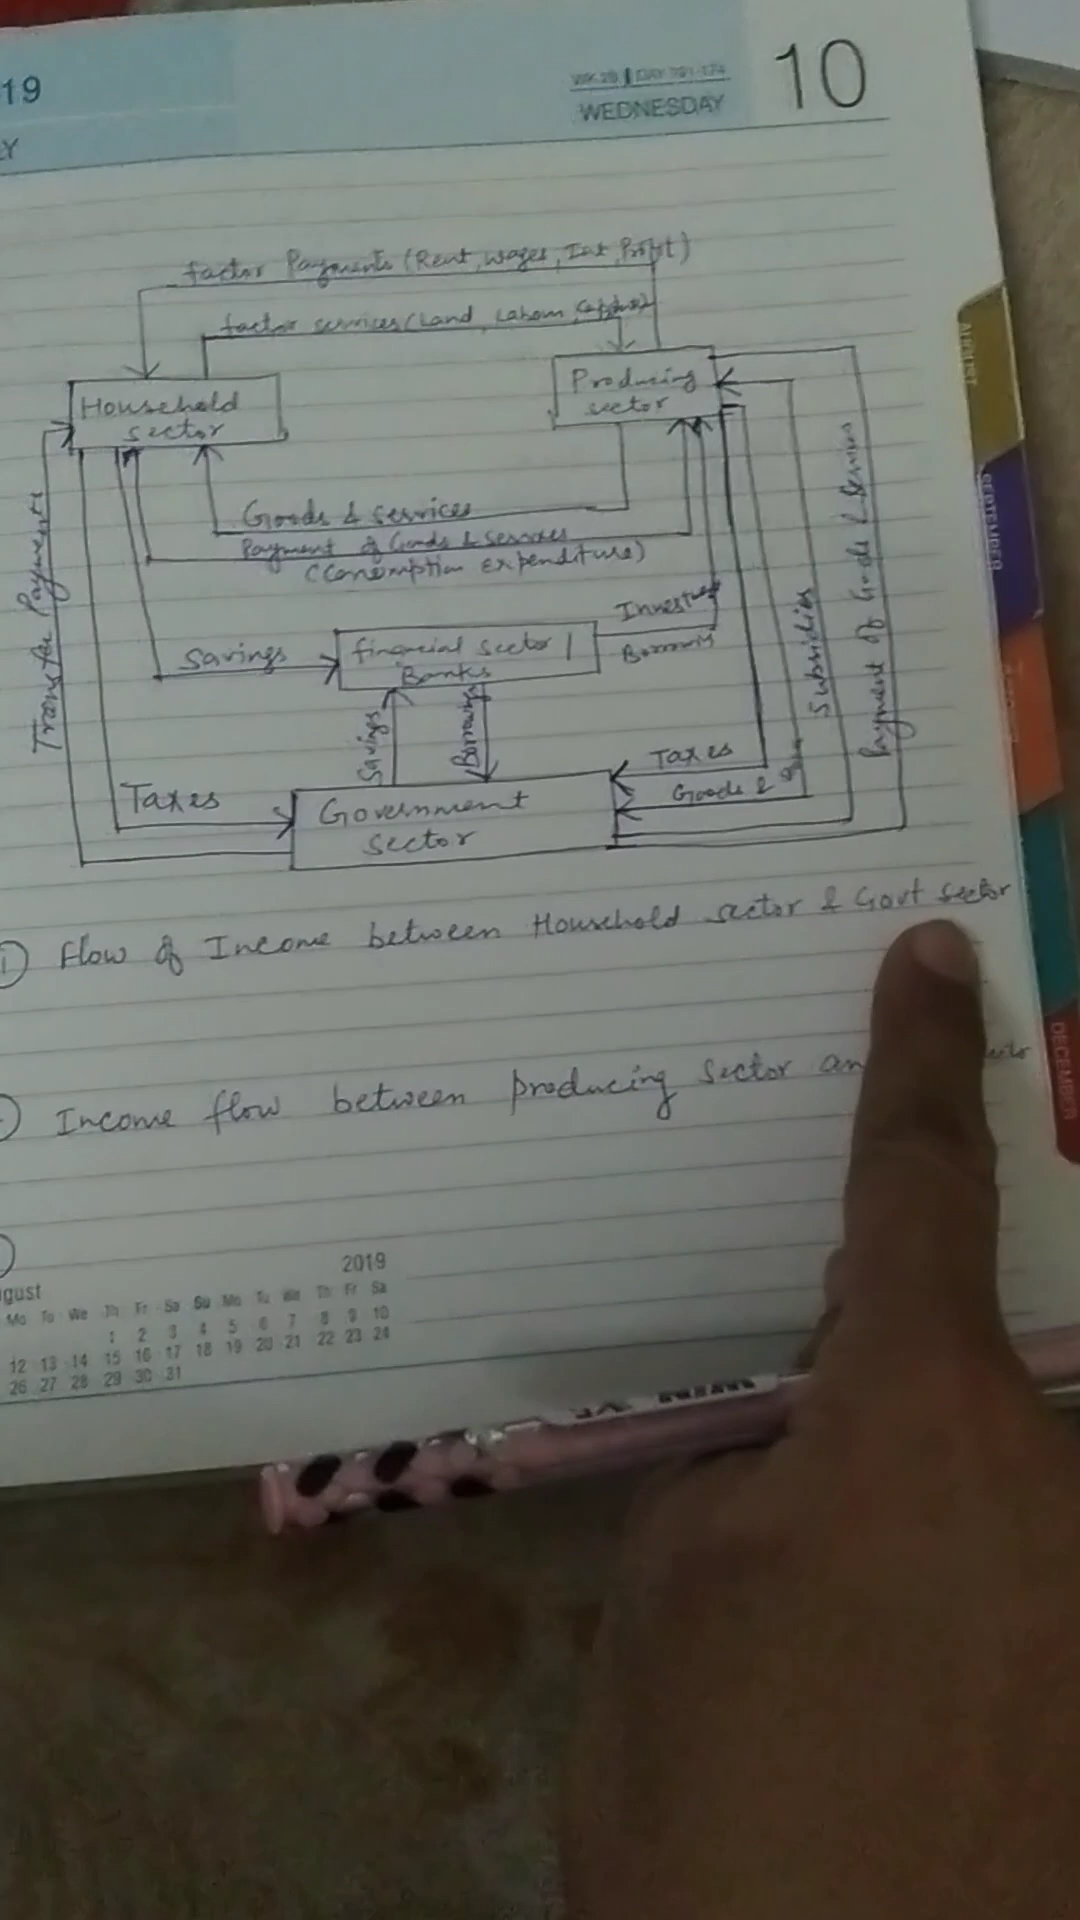 19
WEDNESDAY
10
Y
factor Payments (Rent, wages, Int, Profit)
factor services (Land, Labour,
Household
sector
Producing
sector
Goods & services
Payment of Goods & services
(Consumption expenditure)
Transfer Payments
Savings
financial sector /
Banks
Borrowing
Savings
Borrowing
Taxes
Government
sector
Taxes
Goods &
Subsidies
Payment of Goods & Services
① Flow of Income between Household sector & Govt sector
Income flow between producing sector an
AUGUST
SEPTEMBER
DECEMBER
gust 2019
Mo Tu We Th Fr Sa Su Mo Tu We Th Fr Sa
1 2 3 4 5 6 7 8 9 10
12 13 14 15 16 17 18 19 20 21 22 23 24
26 27 28 29 30 31